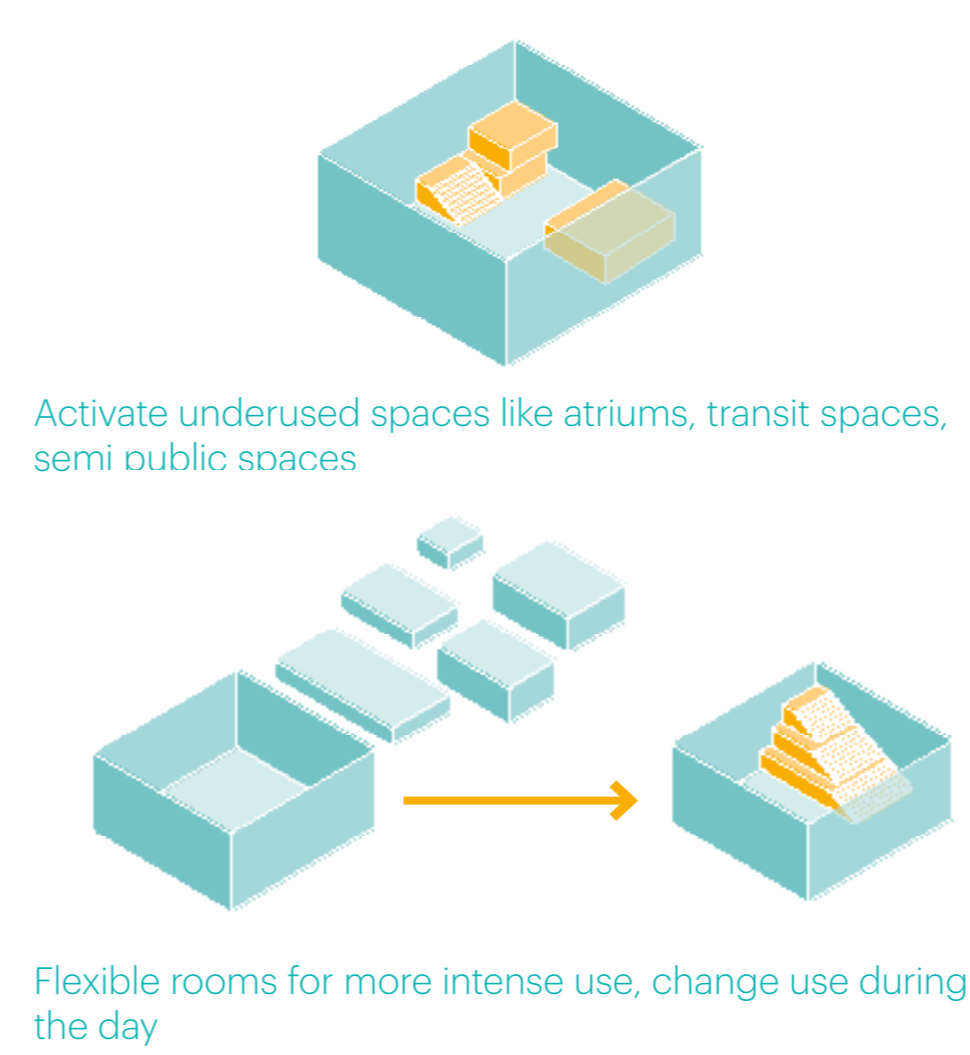 Activate underused spaces like atriums, transit spaces,
semi public spaces
Flexible rooms for more intense use, change use during
the day